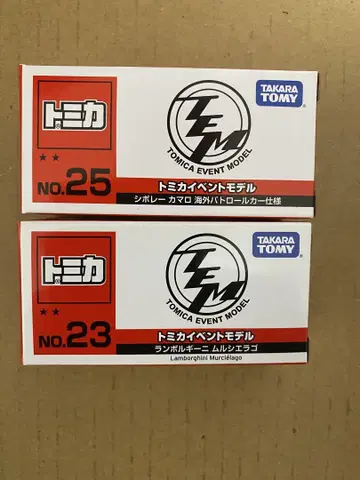 トミカ
★★
NO.25
TEM
TOMICA EVENT MODEL
TAKARA TOMY
トミカイベントモデル
シボレー カマロ 海外パトロールカー仕様
トミカ
★★
NO.23
TEM
TOMICA EVENT MODEL
TAKARA TOMY
トミカイベントモデル
ランボルギーニ ムルシエラゴ
Lamborghini Murciélago